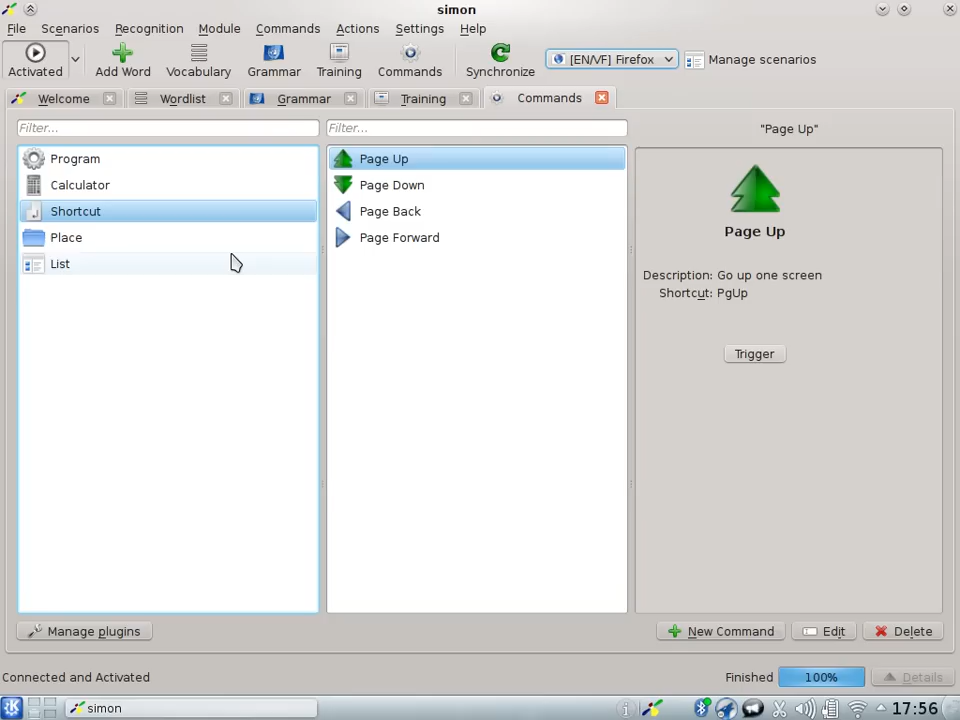 simon
File Scenarios Recognition Module Commands Actions Settings Help
Activated Add Word Vocabulary Grammar Training Commands Synchronize [EN/VF] Firefox Manage scenarios
Welcome Wordlist Grammar Training Commands
Filter... Filter... "Page Up"
Program
Calculator
Shortcut
Place
List
Page Up
Page Down
Page Back
Page Forward
Page Up
Description: Go up one screen
Shortcut: PgUp
Trigger
Manage plugins New Command Edit Delete
Connected and Activated Finished 100% Details
simon 17:56